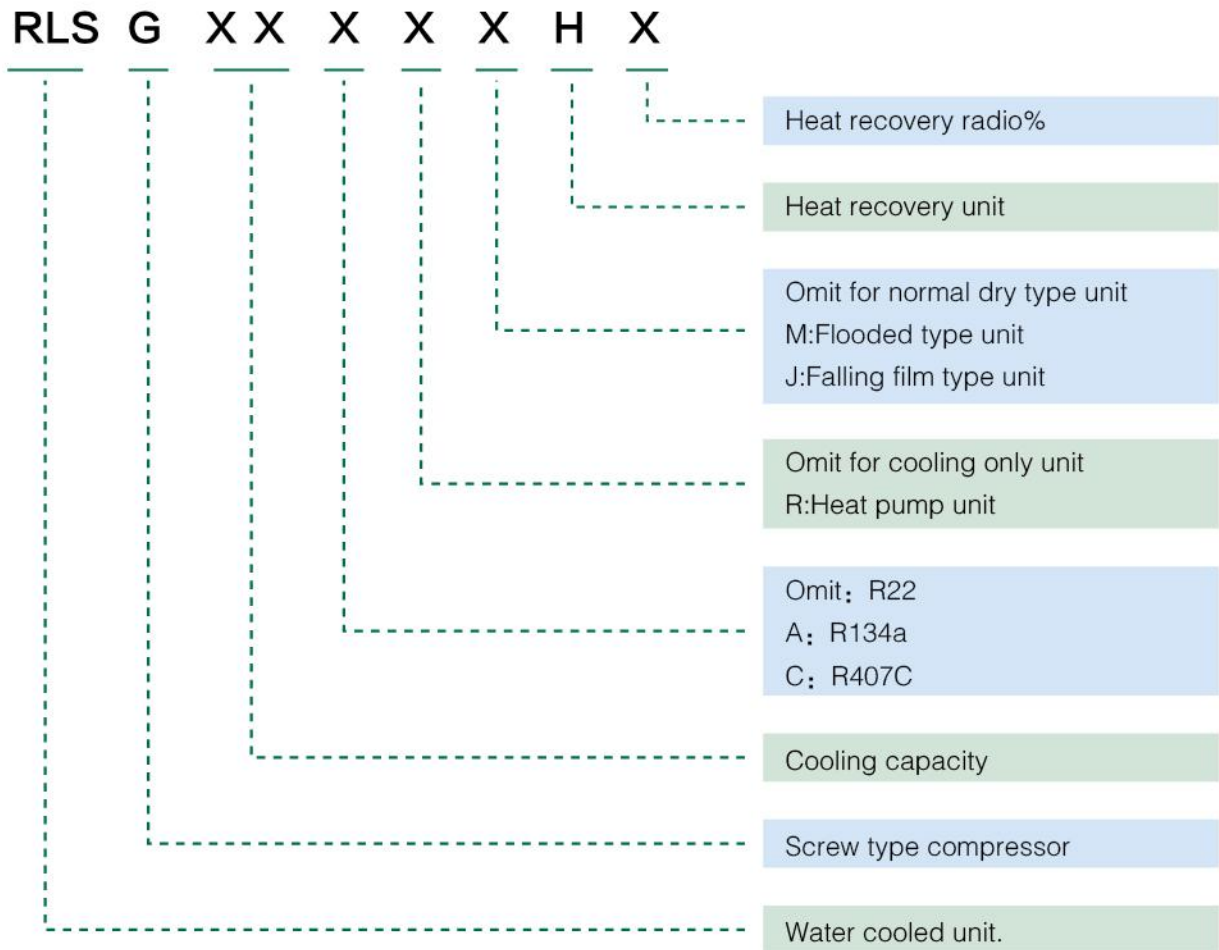 RLS G XX X X X H X
Heat recovery radio%
Heat recovery unit
Omit for normal dry type unit
M:Flooded type unit
J:Falling film type unit
Omit for cooling only unit
R:Heat pump unit
Omit：R22
A：R134a
C：R407C
Cooling capacity
Screw type compressor
Water cooled unit.